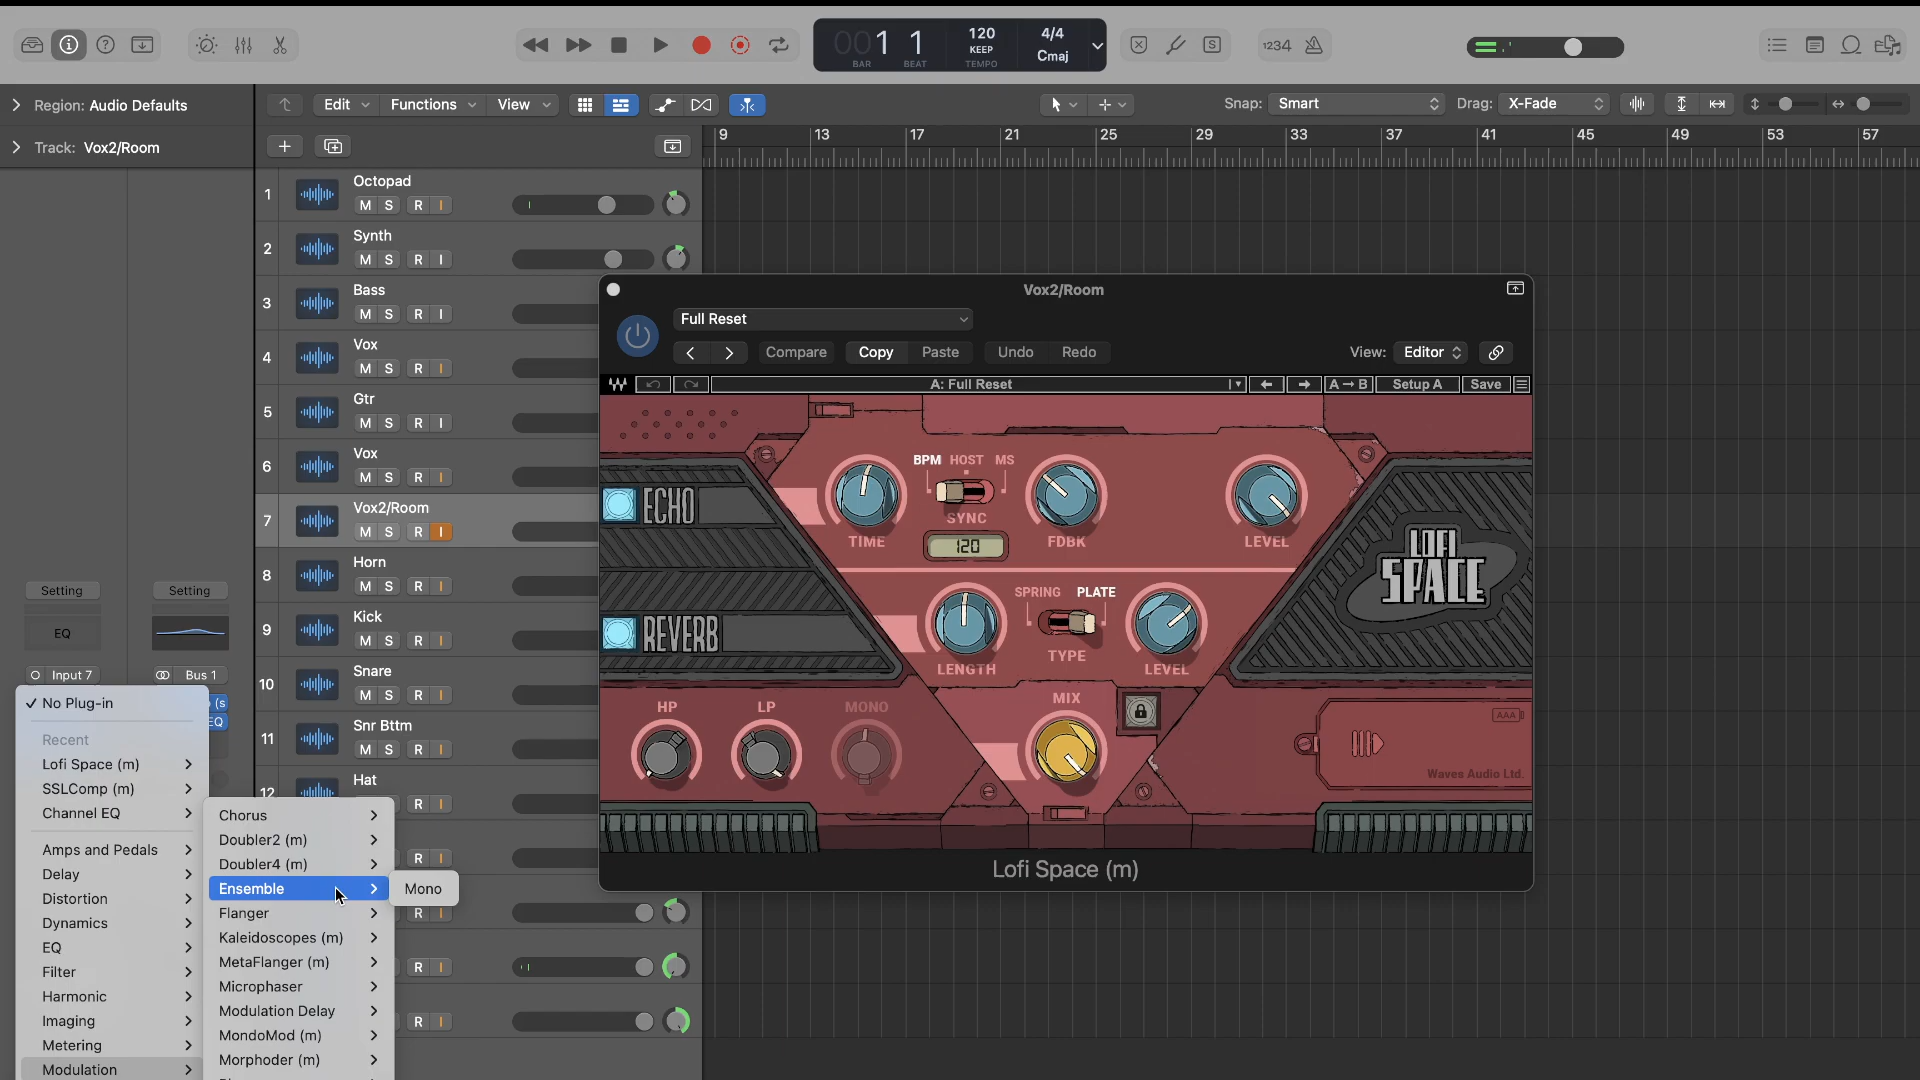 001 1
BAR BEAT
120
KEEP
TEMPO
4/4
Cmaj
1234
Region: Audio Defaults
Edit
Functions
View
Snap: Smart
Drag: X-Fade
Track: Vox2/Room
9 13 17 21 25 29 33 37 41 45 49 53 57
1 Octopad
M S R I
2 Synth
M S R I
3 Bass
M S R I
4 Vox
M S R I
5 Gtr
M S R I
6 Vox
M S R I
7 Vox2/Room
M S R I
8 Horn
M S R I
9 Kick
M S R I
10 Snare
M S R I
11 Snr Bttm
M S R I
12 Hat
R I
R I
R I
R I
R I
Setting
Setting
EQ
Input 7
Bus 1
(s
EQ
✓ No Plug-in
Recent
Lofi Space (m)
SSLComp (m)
Channel EQ
Amps and Pedals
Delay
Distortion
Dynamics
EQ
Filter
Harmonic
Imaging
Metering
Modulation
Chorus
Doubler2 (m)
Doubler4 (m)
Ensemble
Flanger
Kaleidoscopes (m)
MetaFlanger (m)
Microphaser
Modulation Delay
MondoMod (m)
Morphoder (m)
Mono
Vox2/Room
Full Reset
Compare
Copy
Paste
Undo
Redo
View: Editor
A: Full Reset
A→B
Setup A
Save
ECHO
TIME
BPM HOST MS
SYNC
120
FDBK
LEVEL
LOFI
SPACE
REVERB
LENGTH
SPRING PLATE
TYPE
LEVEL
HP
LP
MONO
MIX
AAA
Waves Audio Ltd.
Lofi Space (m)